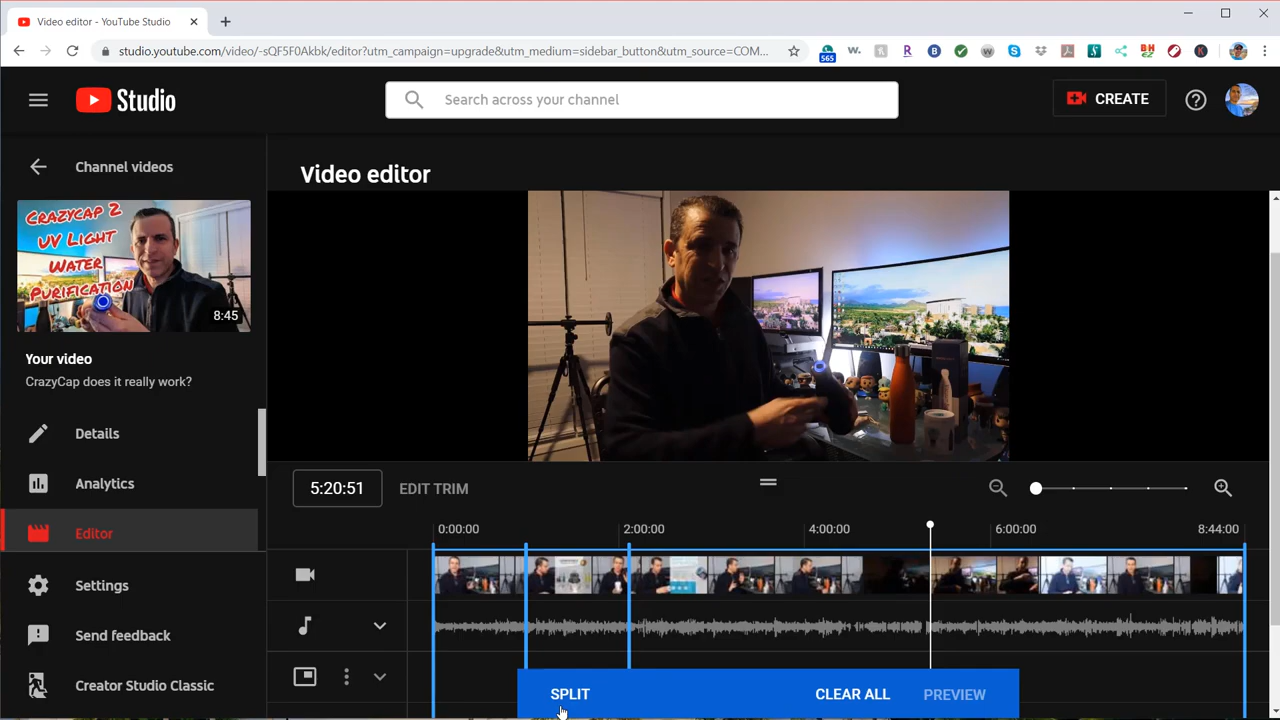 Video editor - YouTube Studio
studio.youtube.com/video/-sQF5F0Akbk/editor?utm_campaign=upgrade&utm_medium=sidebar_button&utm_source=COM...
565
W.
R
B
BH
EZ
K
Studio
Search across your channel
CREATE
Channel videos
Video editor
CRAZYCAP 2
UV LIGHT
WATER
PURIFICATION
8:45
Your video
CrazyCap does it really work?
Details
Analytics
Editor
Settings
Send feedback
Creator Studio Classic
5:20:51
EDIT TRIM
0:00:00
2:00:00
4:00:00
6:00:00
8:44:00
SPLIT
CLEAR ALL
PREVIEW